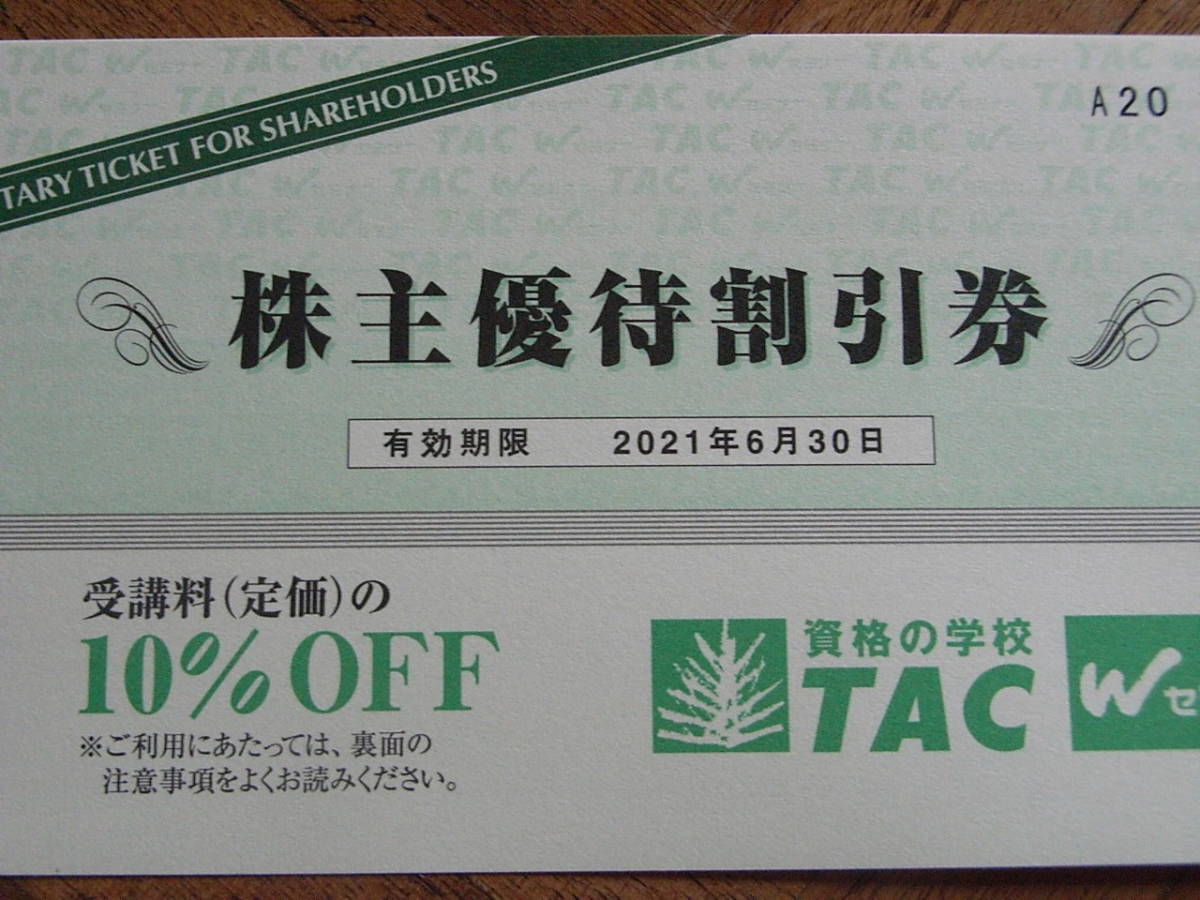 TARY TICKET FOR SHAREHOLDERS
A20
株主優待割引券
有効期限 2021年6月30日
受講料(定価)の
10%OFF
※ご利用にあたっては、裏面の
注意事項をよくお読みください。
資格の学校
TAC
Wセ